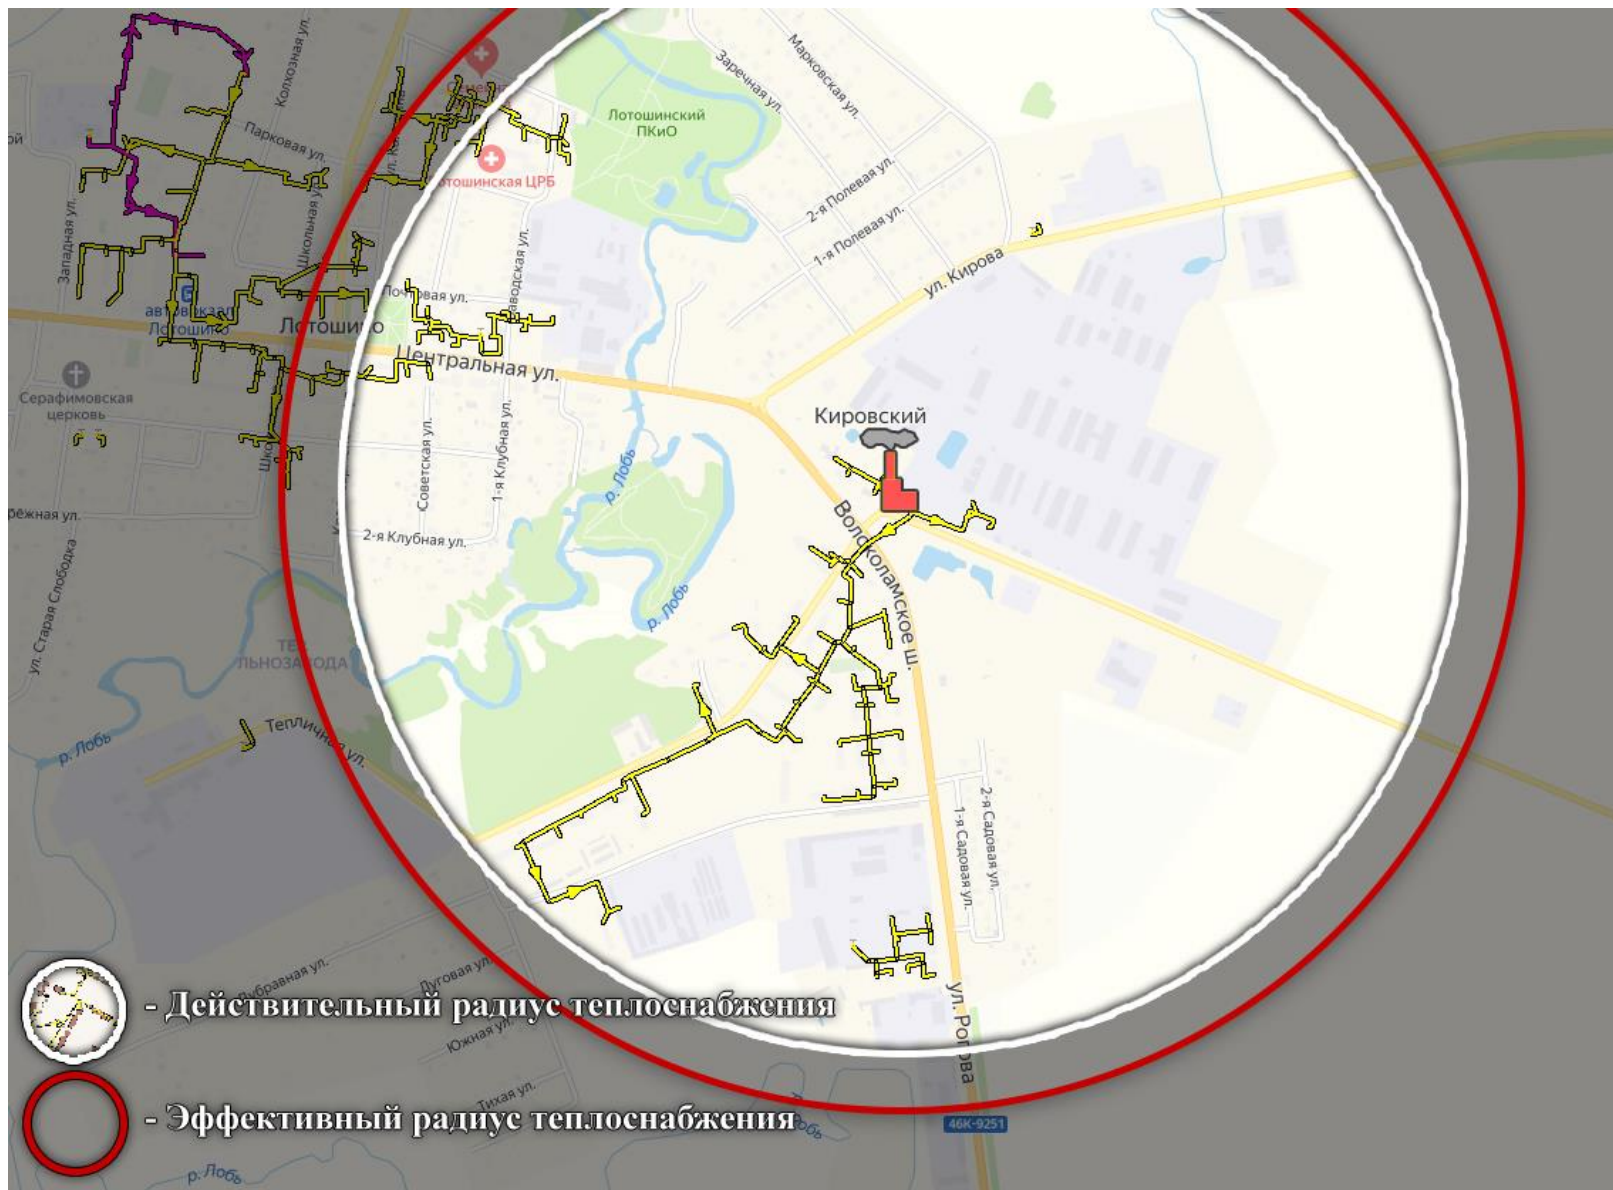 Колхозная ул.
Парковая ул.
Западная ул.
Школьная ул.
автовокзал
Лотошино
Лотошино
Серафимовская
церковь
ул. Старая Слобода
р. Лобь
ТЕР.
ЛЬНОЗАВОДА
Тепличная ул.
Лотошинский
ПКиО
Лотошинская ЦРБ
Заречная ул.
Марковская ул.
2-я Полевая ул.
1-я Полевая ул.
ул. Кирова
Почтовая ул.
Заводская ул.
Центральная ул.
Советская ул.
1-я Клубная ул.
2-я Клубная ул.
р. Лобь
р. Лобь
Кировский
Волоколамское ш.
2-я Садовая ул.
1-я Садовая ул.
ул. Рогова
46К-9251
Дубравная ул.
Луговая ул.
Южная ул.
Тихая ул.
р. Лобь
- Действительный радиус теплоснабжения
- Эффективный радиус теплоснабжения